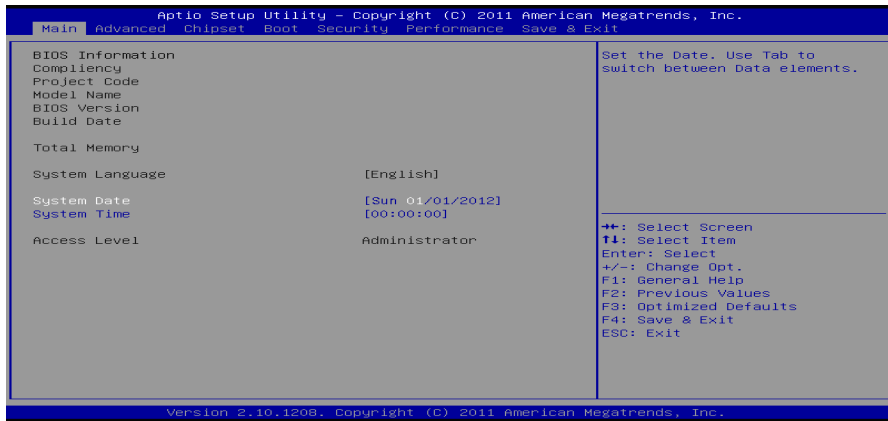 Aptio Setup Utility – Copyright (C) 2011 American Megatrends, Inc.
Main Advanced Chipset Boot Security Performance Save & Exit
BIOS Information
Compliency
Project Code
Model Name
BIOS Version
Build Date
Total Memory
System Language [English]
System Date [Sun 01/01/2012]
System Time [00:00:00]
Access Level Administrator
Set the Date. Use Tab to
switch between Data elements.
→←: Select Screen
↑↓: Select Item
Enter: Select
+/-: Change Opt.
F1: General Help
F2: Previous Values
F3: Optimized Defaults
F4: Save & Exit
ESC: Exit
Version 2.10.1208. Copyright (C) 2011 American Megatrends, Inc.